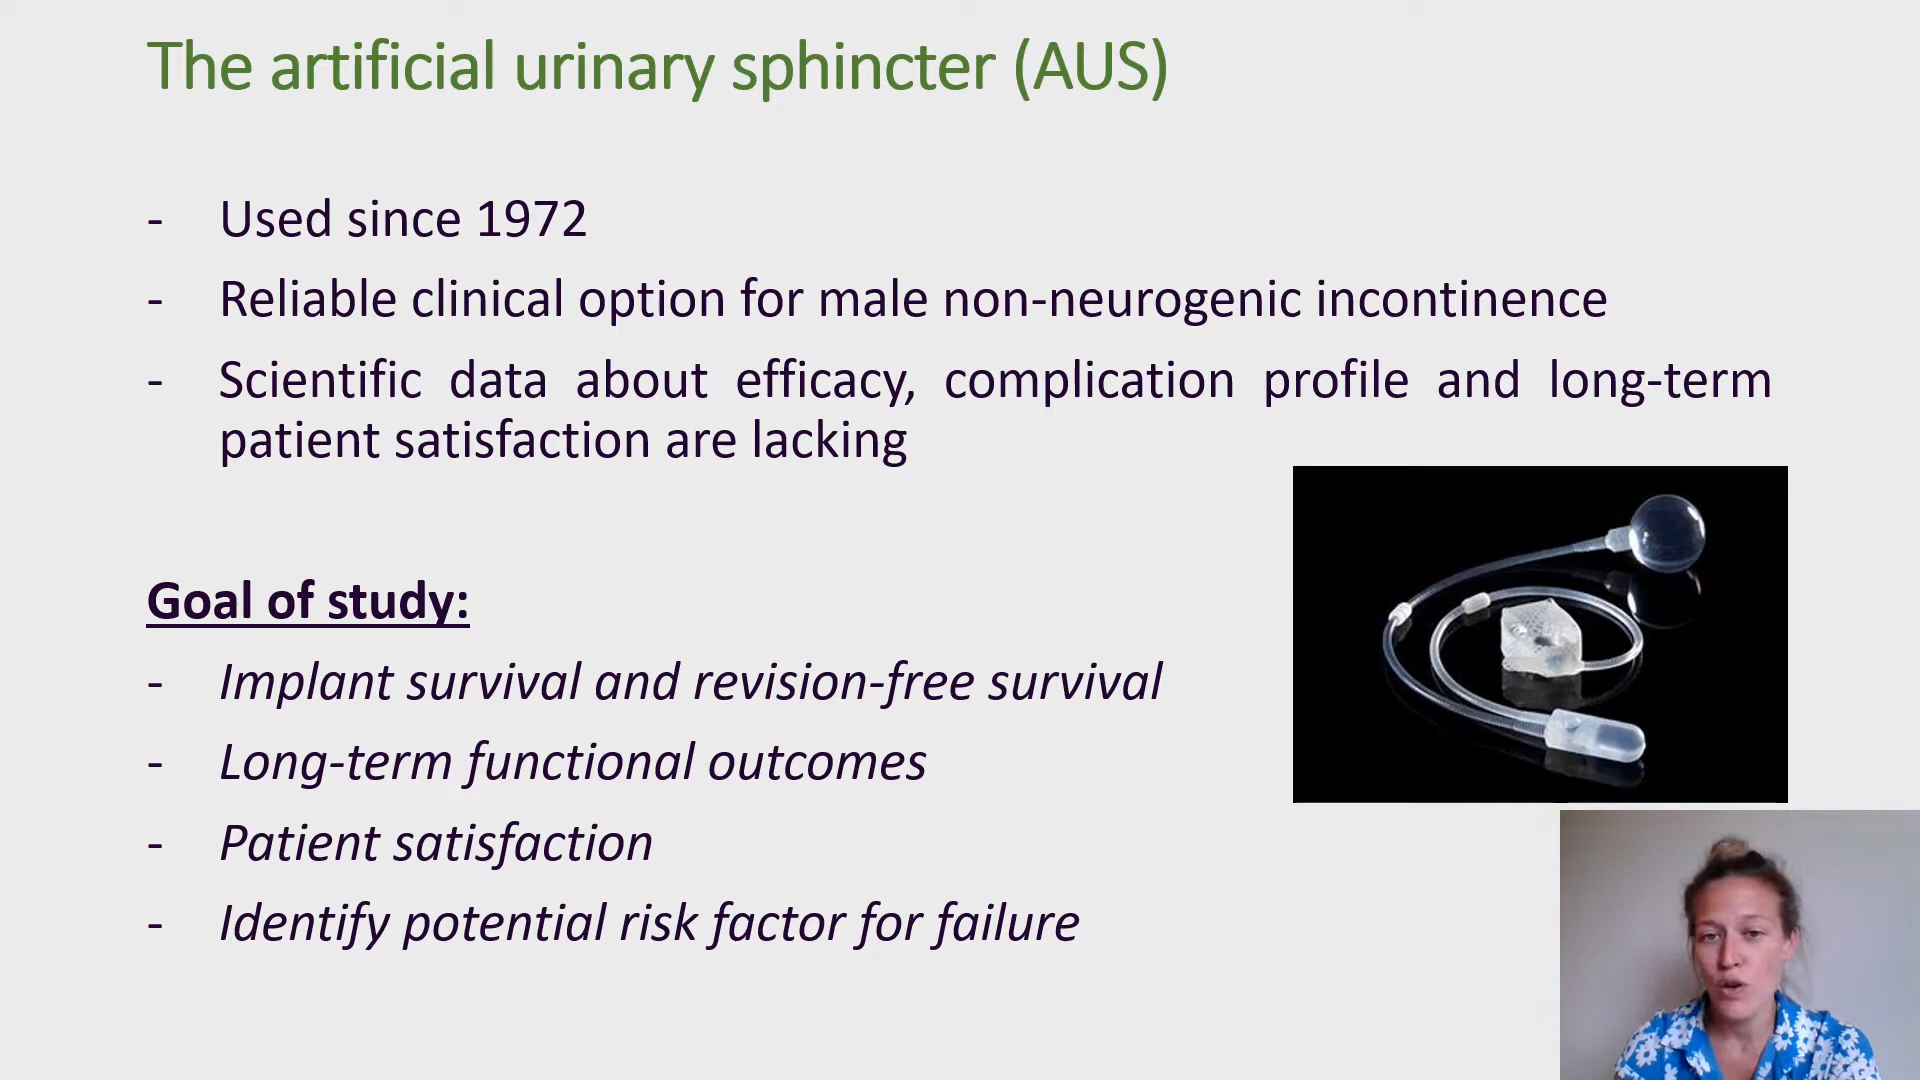 The artificial urinary sphincter (AUS)
- Used since 1972
- Reliable clinical option for male non-neurogenic incontinence
- Scientific data about efficacy, complication profile and long-term
patient satisfaction are lacking
Goal of study:
- Implant survival and revision-free survival
- Long-term functional outcomes
- Patient satisfaction
- Identify potential risk factor for failure